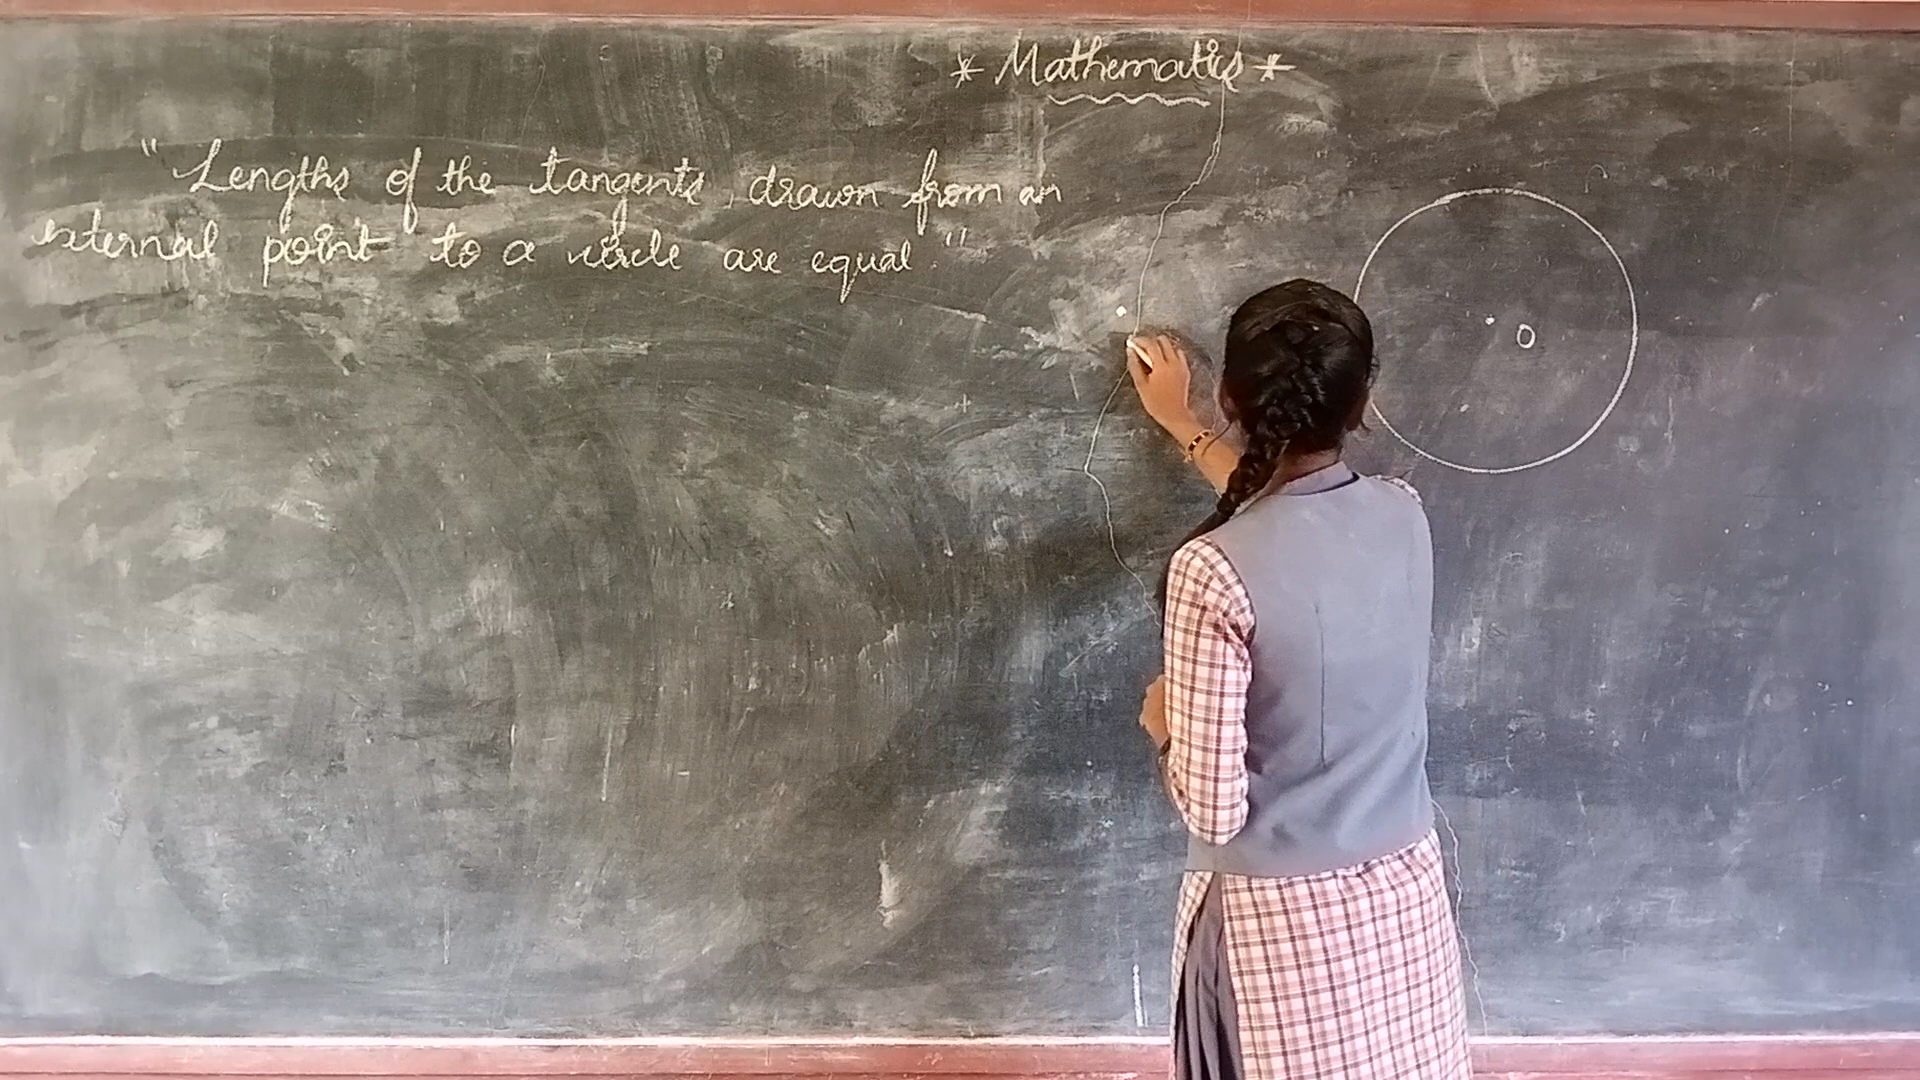 * Mathematics *
"Lengths of the tangents, drawn from an
external point to a circle are equal."
O